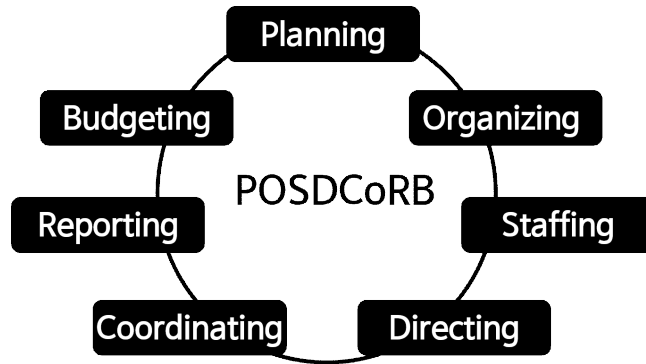 Planning
Budgeting
Organizing
POSDCoRB
Reporting
Staffing
Coordinating
Directing